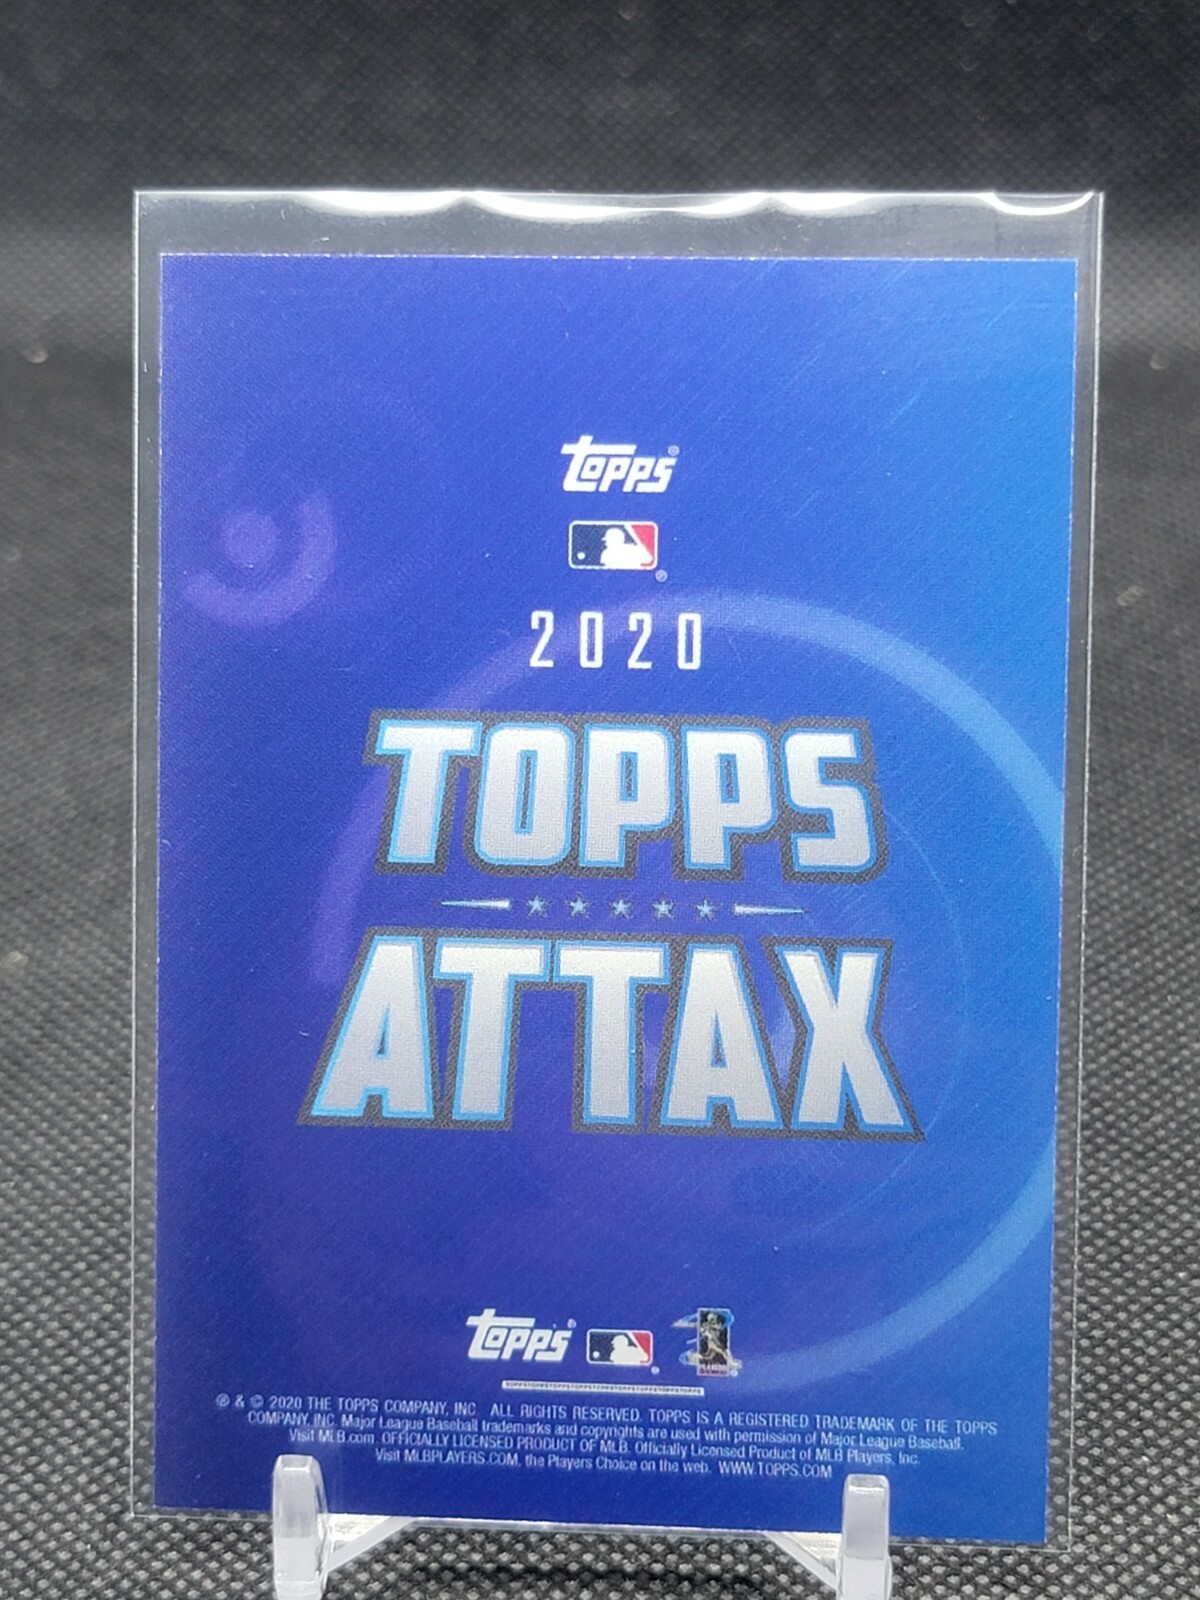 TOPPS
2020
TOPPS
ATTAX
TOPPS
® & © 2020 THE TOPPS COMPANY, INC. ALL RIGHTS RESERVED. TOPPS IS A REGISTERED TRADEMARK OF THE TOPPS
COMPANY, INC. Major League Baseball trademarks and copyrights are used with permission of Major League Baseball.
Visit MLB.com. OFFICIALLY LICENSED PRODUCT OF MLB. Officially Licensed Product of MLB Players, Inc.
Visit MLBPLAYERS.COM, the Players Choice on the web. WWW.TOPPS.COM